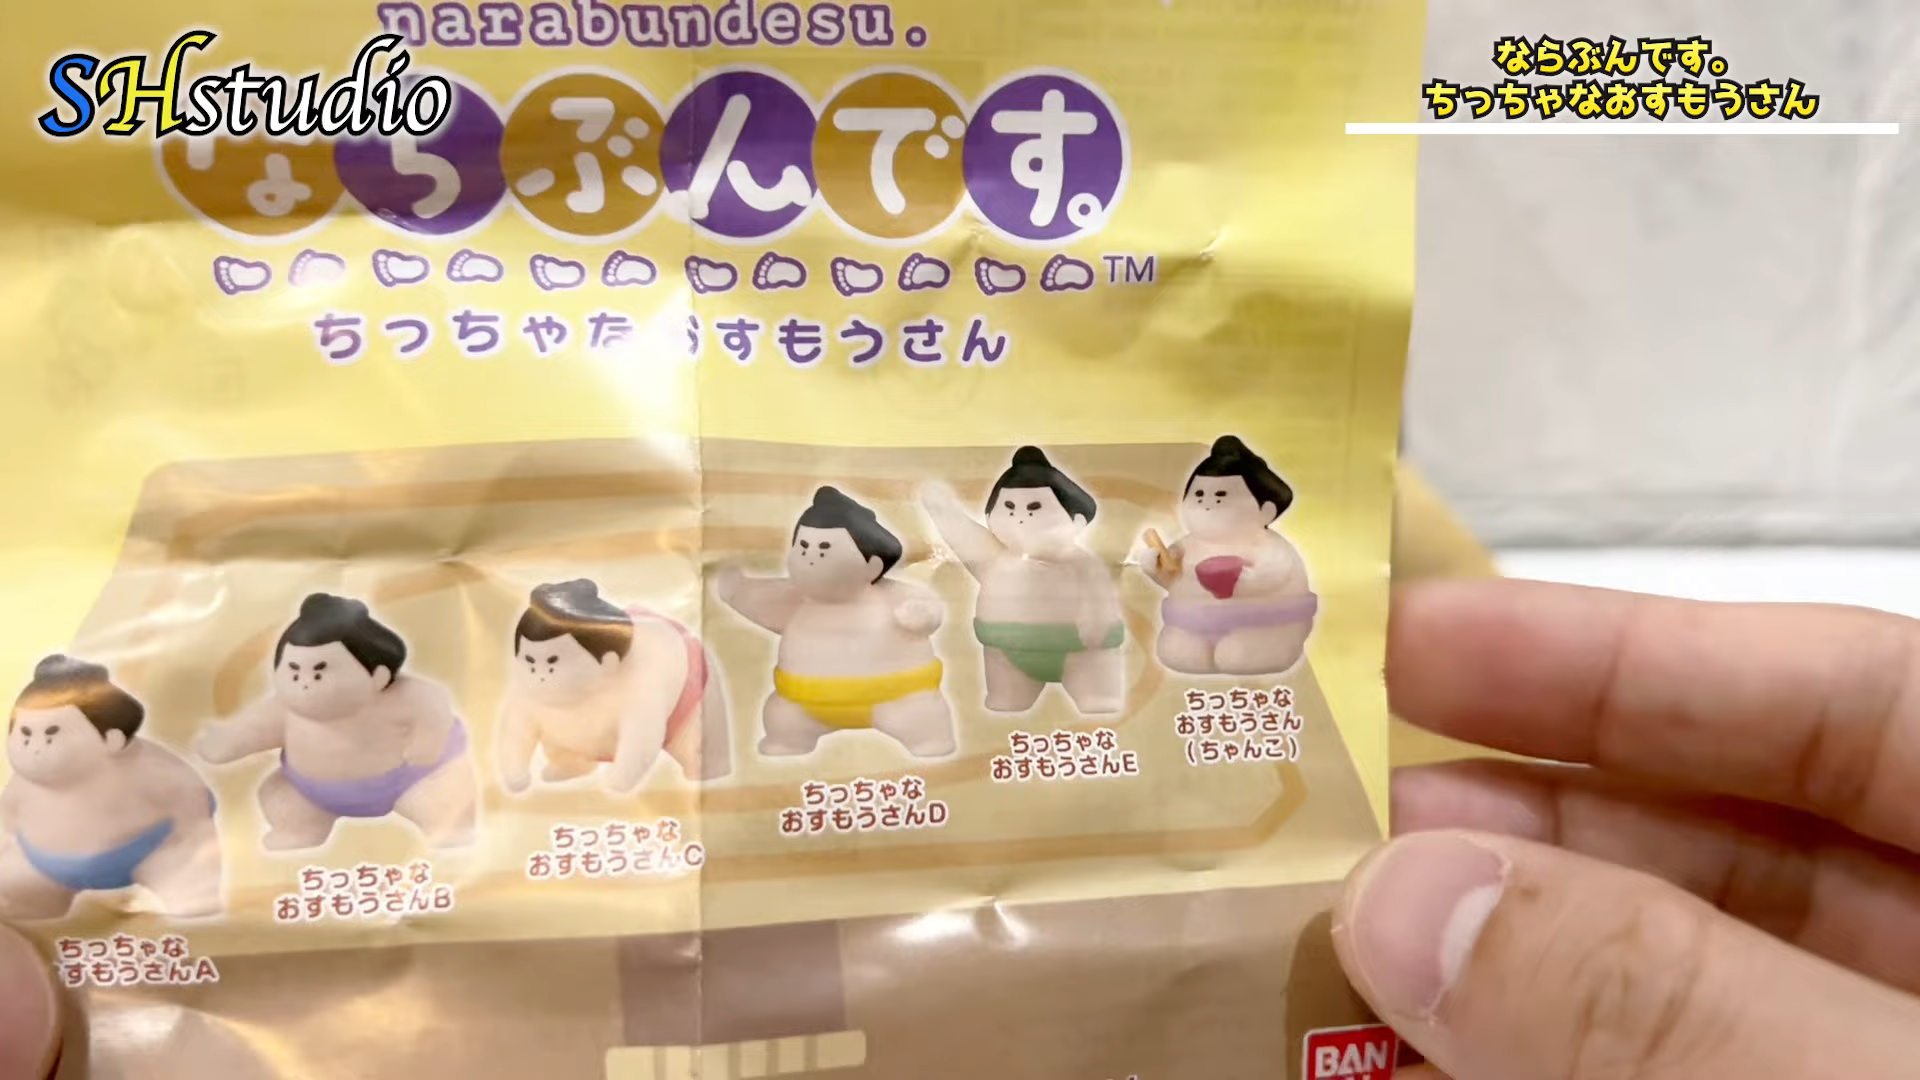 narabundesu.
SHstudio
ならぶんです。
ちっちゃなおすもうさん
ならぶんです。
TM
ちっちゃなおすもうさん
ちっちゃな
おすもうさん
(ちゃんこ)
ちっちゃな
おすもうさんE
ちっちゃな
おすもうさんD
ちっちゃな
おすもうさんC
ちっちゃな
おすもうさんB
ちっちゃな
すもうさんA
BAN